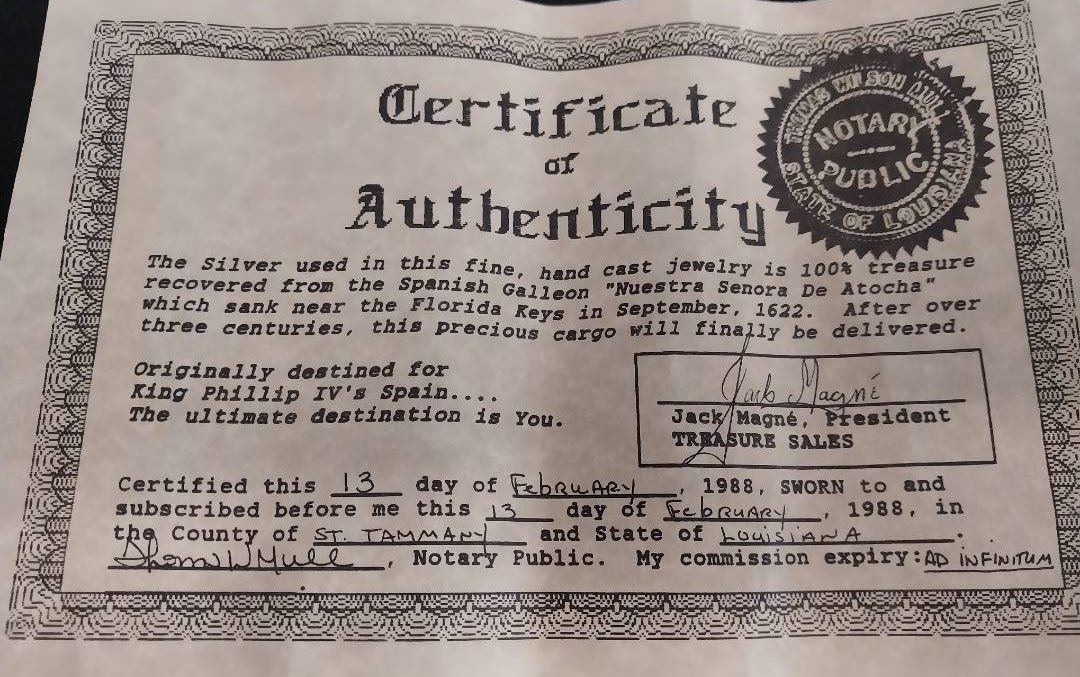 Certificate
of
Authenticity
THOMAS WILSON MULL
NOTARY
PUBLIC
STATE OF LOUISIANA
The Silver used in this fine, hand cast jewelry is 100% treasure
recovered from the Spanish Galleon "Nuestra Senora De Atocha"
which sank near the Florida Keys in September, 1622. After over
three centuries, this precious cargo will finally be delivered.
Originally destined for
King Phillip IV's Spain....
The ultimate destination is You.
Jack Magné
Jack Magné, President
TREASURE SALES
Certified this 13 day of FEBRUARY, 1988, SWORN to and
subscribed before me this 13 day of FEBRUARY, 1988, in
the County of ST. TAMMANY and State of LOUISIANA.
Thomas W Mull, Notary Public. My commission expiry: AD INFINITUM